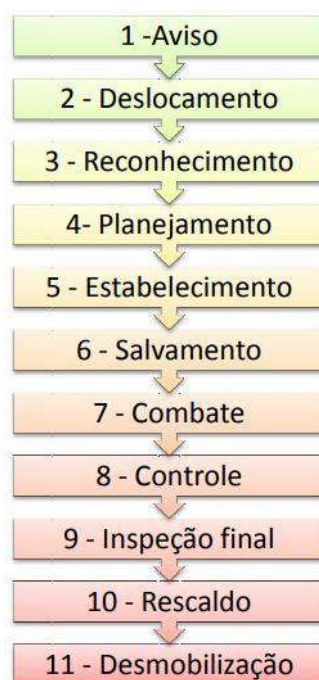 1 -Aviso
2 - Deslocamento
3 - Reconhecimento
4- Planejamento
5 - Estabelecimento
6 - Salvamento
7 - Combate
8 - Controle
9 - Inspeção final
10 - Rescaldo
11 - Desmobilização